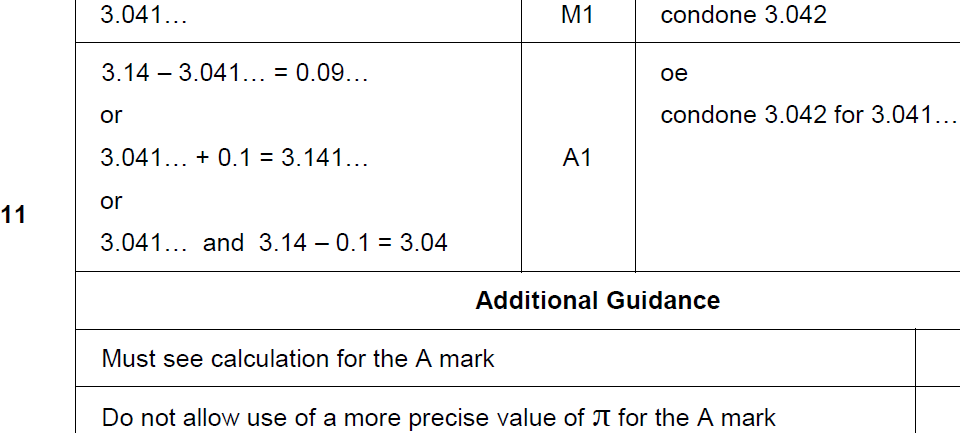 3.041… M1 condone 3.042
3.14 – 3.041… = 0.09… oe
or condone 3.042 for 3.041…
3.041… + 0.1 = 3.141… A1
or
11
3.041… and 3.14 – 0.1 = 3.04
Additional Guidance
Must see calculation for the A mark
Do not allow use of a more precise value of π for the A mark